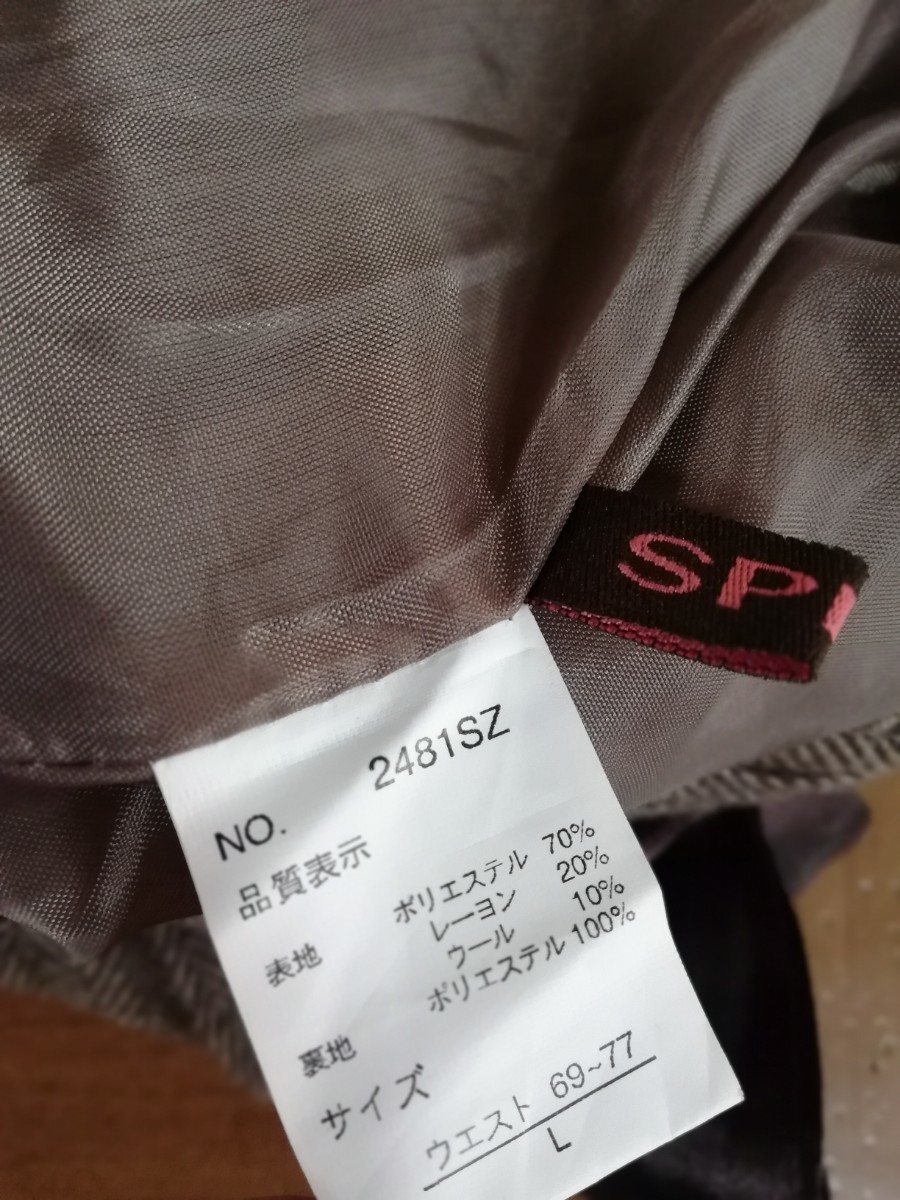 SP
NO. 2481SZ
品質表示
表地 ポリエステル 70%
レーヨン 20%
ウール 10%
裏地 ポリエステル 100%
サイズ
ウエスト 69~77
L